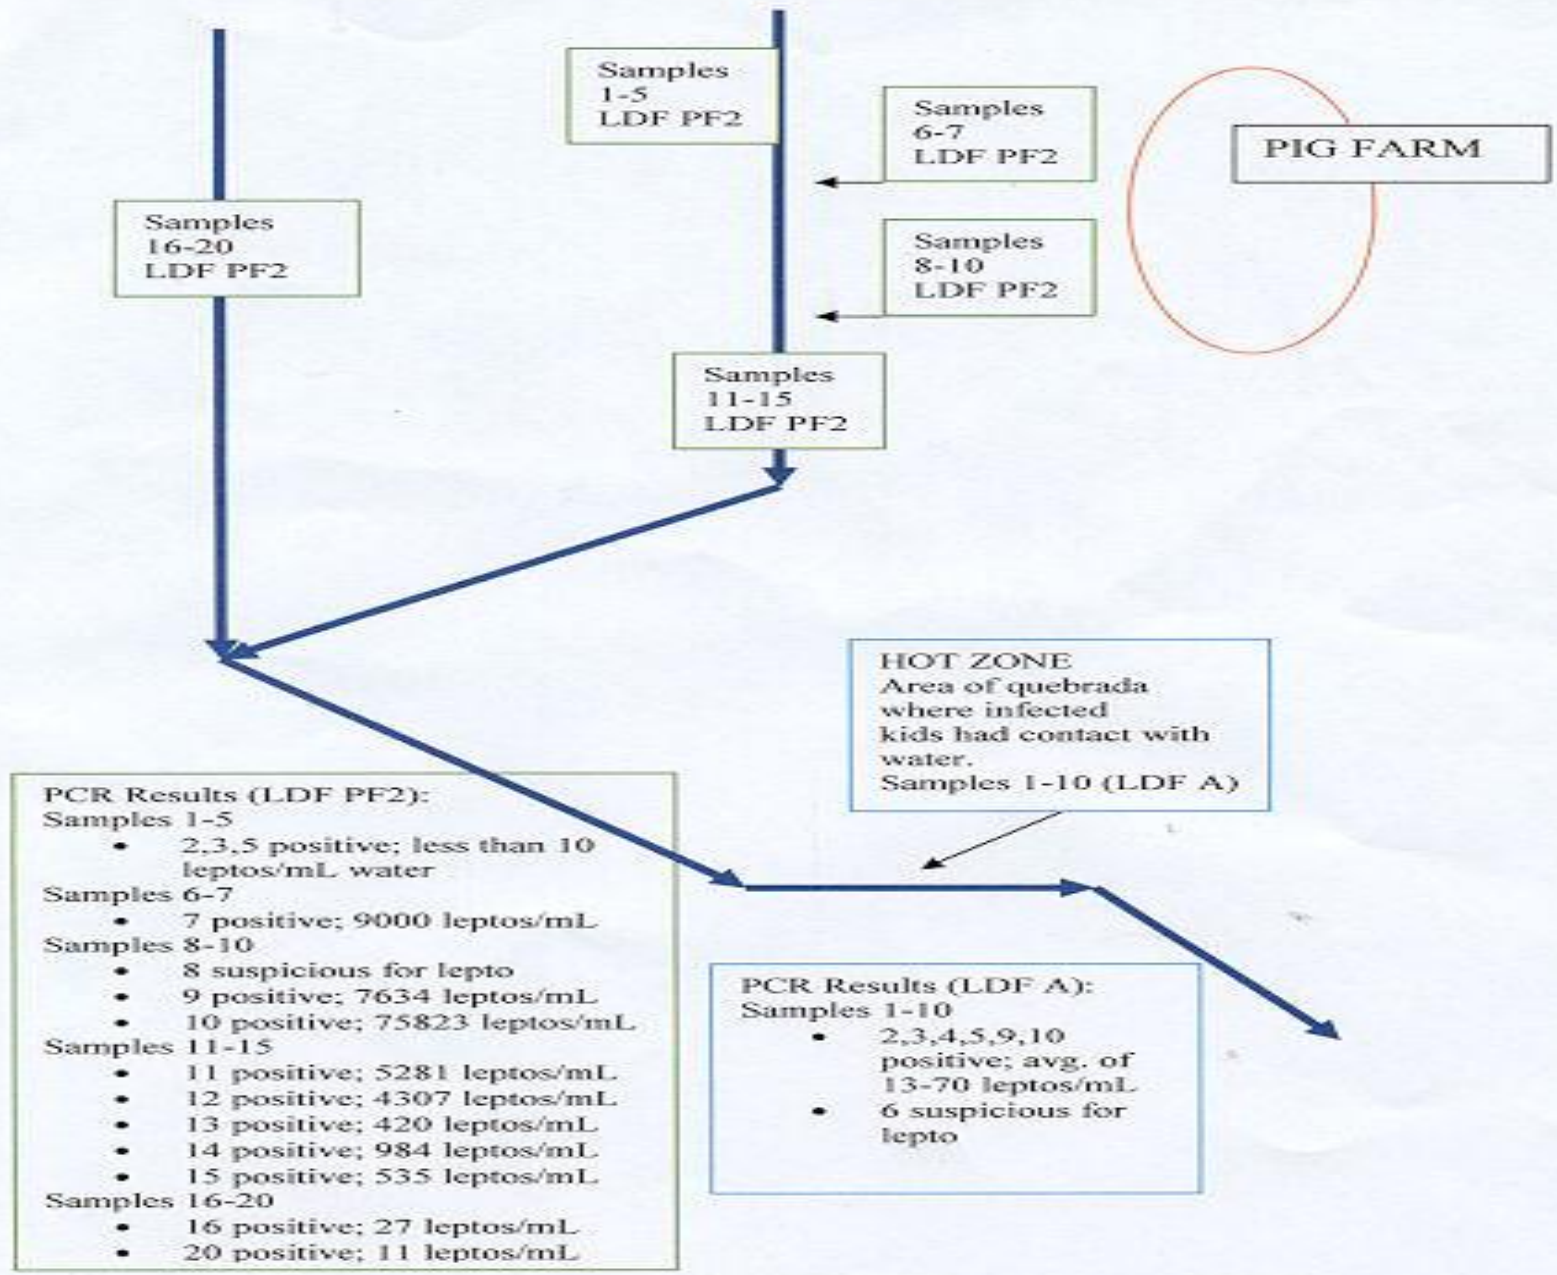 Samples
1-5
LDF PF2
Samples
6-7
LDF PF2
PIG FARM
Samples
16-20
LDF PF2
Samples
8-10
LDF PF2
Samples
11-15
LDF PF2
HOT ZONE
Area of quebrada
where infected
kids had contact with
water.
Samples 1-10 (LDF A)
PCR Results (LDF PF2):
Samples 1-5
• 2,3,5 positive; less than 10
leptos/mL water
Samples 6-7
• 7 positive; 9000 leptos/mL
Samples 8-10
• 8 suspicious for lepto
• 9 positive; 7634 leptos/mL
• 10 positive; 75823 leptos/mL
Samples 11-15
• 11 positive; 5281 leptos/mL
• 12 positive; 4307 leptos/mL
• 13 positive; 420 leptos/mL
• 14 positive; 984 leptos/mL
• 15 positive; 535 leptos/mL
Samples 16-20
• 16 positive; 27 leptos/mL
• 20 positive; 11 leptos/mL
PCR Results (LDF A):
Samples 1-10
• 2,3,4,5,9,10
positive; avg. of
13-70 leptos/mL
• 6 suspicious for
lepto